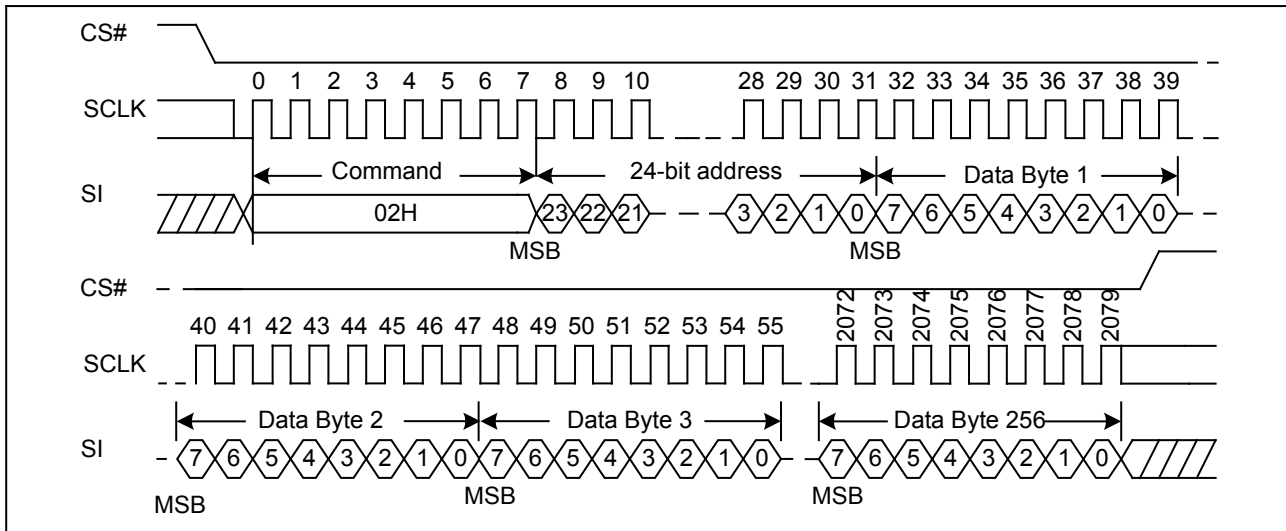 CS#
0 1 2 3 4 5 6 7 8 9 10 28 29 30 31 32 33 34 35 36 37 38 39
SCLK
Command 24-bit address Data Byte 1
SI
02H 23 22 21 3 2 1 0 7 6 5 4 3 2 1 0
MSB MSB
CS#
40 41 42 43 44 45 46 47 48 49 50 51 52 53 54 55 2072 2073 2074 2075 2076 2077 2078 2079
SCLK
Data Byte 2 Data Byte 3 Data Byte 256
SI
7 6 5 4 3 2 1 0 7 6 5 4 3 2 1 0 7 6 5 4 3 2 1 0
MSB MSB MSB